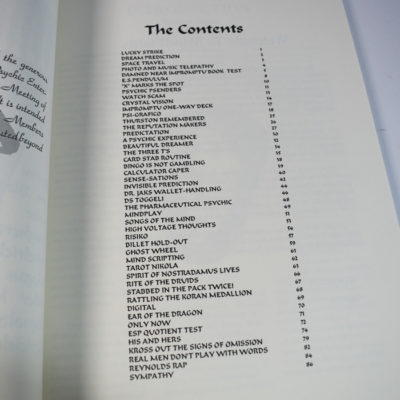 the generous
Psychic Enter-
Meeting of
It is intended
Members
beyond
The Contents
LUCKY STRIKE 1
DREAM PREDICTION
SPACE TRAVEL
PHOTO AND MUSIC TELEPATHY
DAMNED NEAR IMPROMPTU BOOK TEST
E.S.PENDULUM
'X' MARKS THE SPOT
PSYCHIC PSENDERS
WATCH SCAM
CRYSTAL VISION
IMPROMPTU ONE-WAY DECK
PSI-GRAFICO
THURSTON REMEMBERED
THE REPUTATION MAKERS
PREDICTATION
A PSYCHIC EXPERIENCE
BEAUTIFUL DREAMER
THE THREE T'S
CARD STAB ROUTINE
BINGO IS NOT GAMBLING
CALCULATOR CAPER
SENSE-SATIONS
INVISIBLE PREDICTION
DR. JAKS WALLET-HANDLING
DS TOGGELI
THE PHARMACEUTICAL PSYCHIC
MINDPLAY
SONGS OF THE MIND
HIGH VOLTAGE THOUGHTS
RISIKO
BILLET HOLD-OUT
GHOST WHEEL
MIND SCRIPTING
TAROT NIKOLA
SPIRIT OF NOSTRADAMUS LIVES
RITE OF THE DRUIDS
STABBED IN THE PACK TWICE!
RATTLING THE KORAN MEDALLION
DIGITAL
EAR OF THE DRAGON
ONLY NOW
ESP QUOTIENT TEST
HIS AND HERS
KROSS OUT THE SIGNS OF OMISSION
REAL MEN DON'T PLAY WITH WORDS
REYNOLDS RAP
SYMPATHY